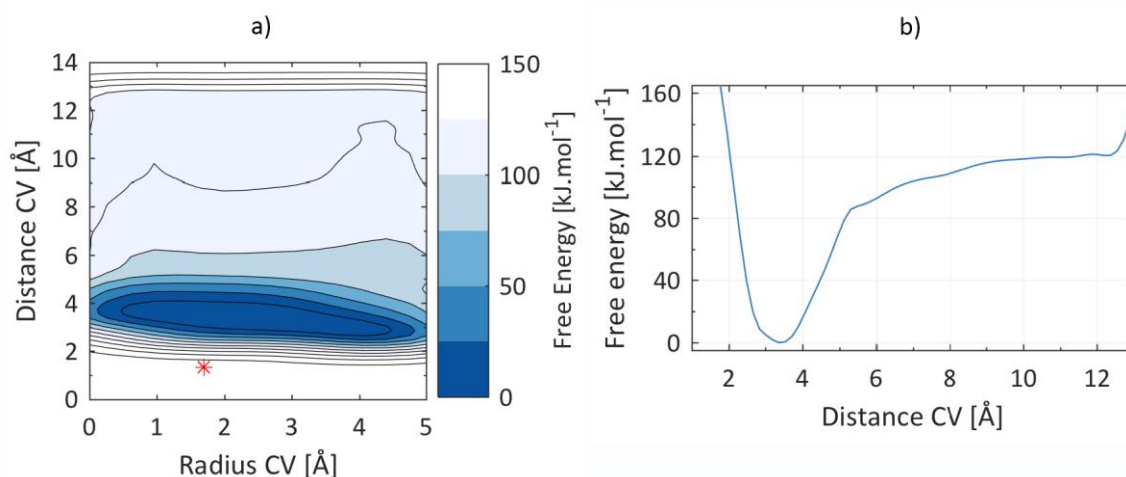 a)
14
12
10
8
6
4
2
0
Distance CV [Å]
0 1 2 3 4 5
Radius CV [Å]
150
100
50
0
Free Energy [kJ.mol⁻¹]
b)
160
120
80
40
0
Free energy [kJ.mol⁻¹]
2 4 6 8 10 12
Distance CV [Å]